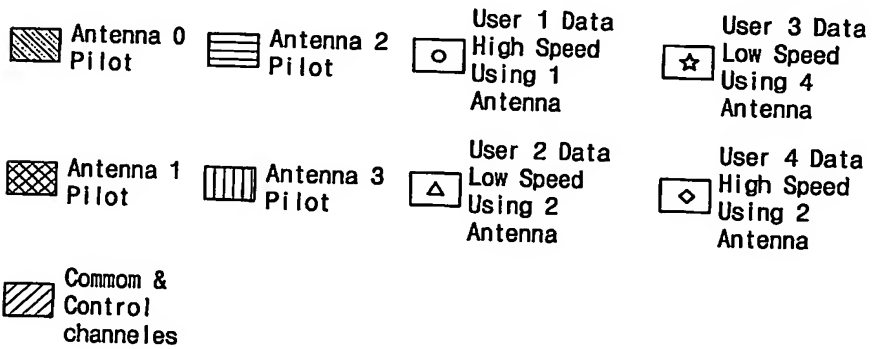 Antenna 0
Pilot
Antenna 2
Pilot
User 1 Data
High Speed
Using 1
Antenna
User 3 Data
Low Speed
Using 4
Antenna
Antenna 1
Pilot
Antenna 3
Pilot
User 2 Data
Low Speed
Using 2
Antenna
User 4 Data
High Speed
Using 2
Antenna
Commom &
Control
channeles